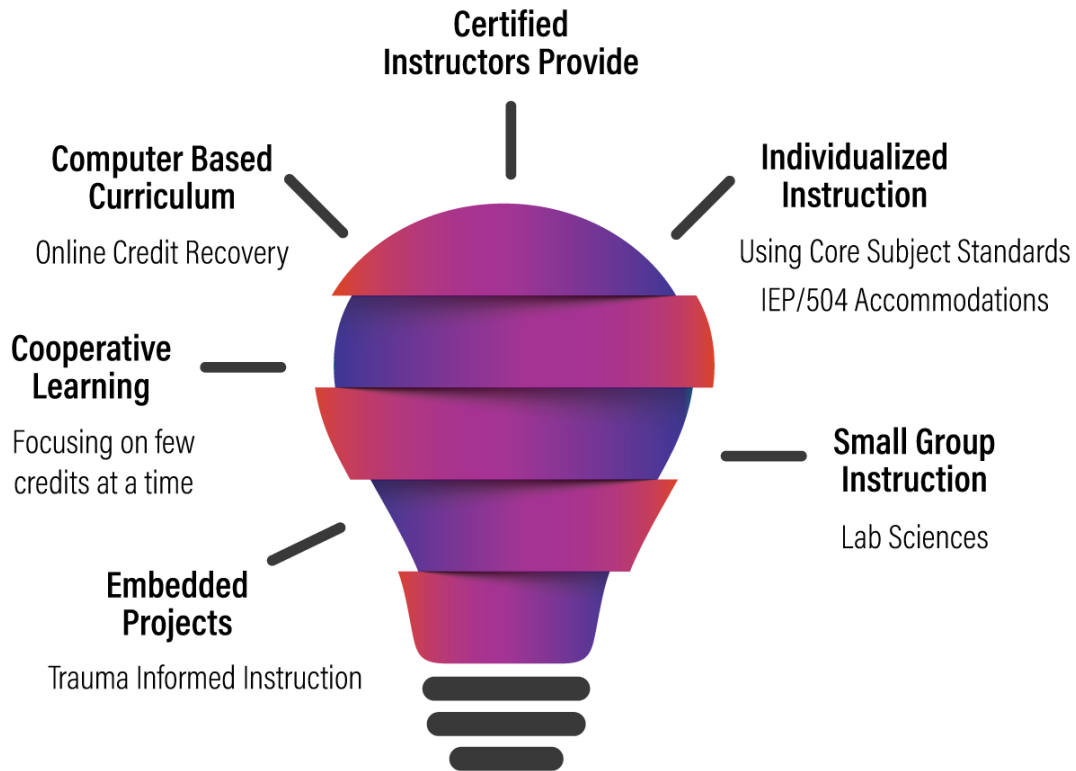 Certified
Instructors Provide
Computer Based
Curriculum
Online Credit Recovery
Individualized
Instruction
Using Core Subject Standards
IEP/504 Accommodations
Cooperative
Learning
Focusing on few
credits at a time
Small Group
Instruction
Lab Sciences
Embedded
Projects
Trauma Informed Instruction